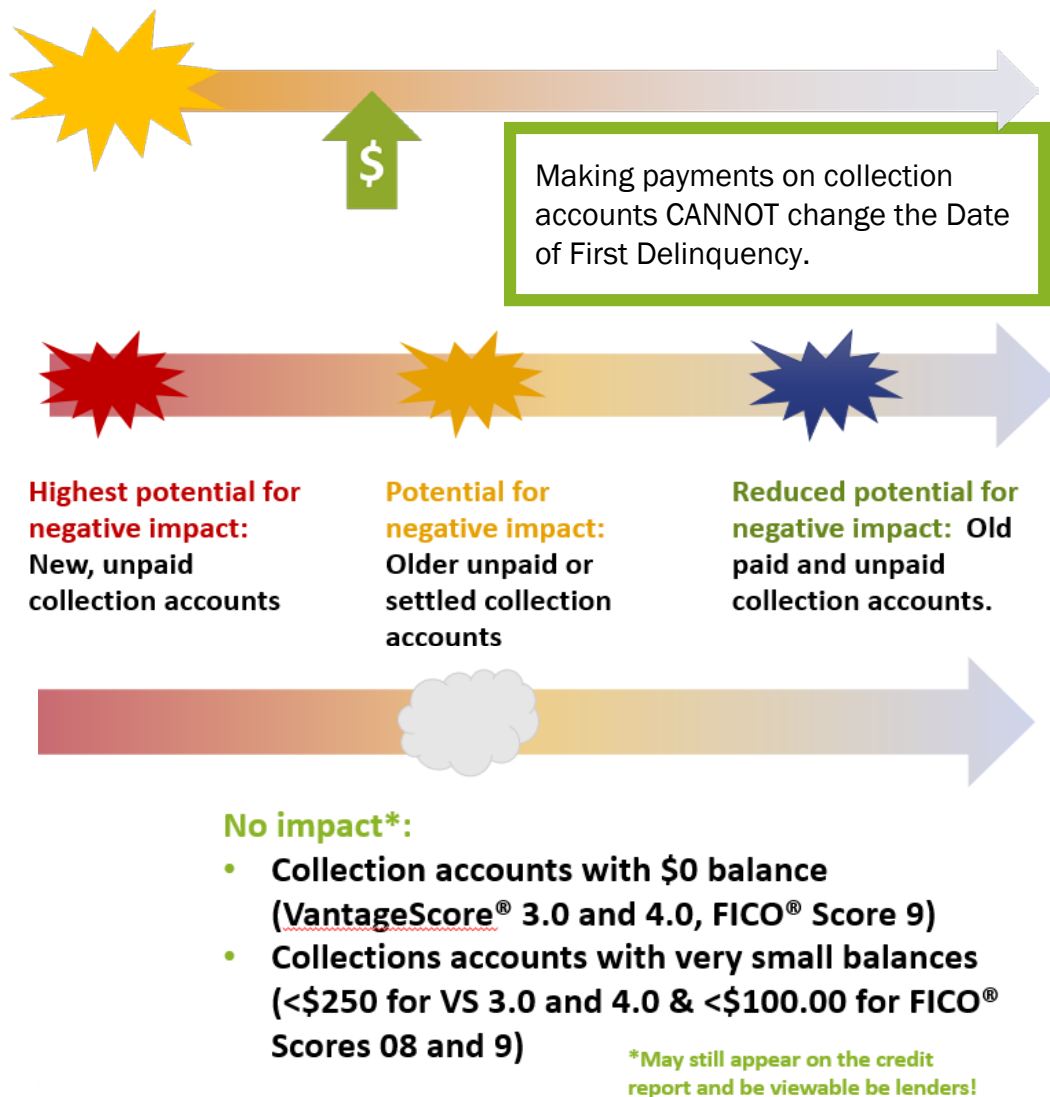 $
Making payments on collection
accounts CANNOT change the Date
of First Delinquency.
Highest potential for
negative impact:
New, unpaid
collection accounts
Potential for
negative impact:
Older unpaid or
settled collection
accounts
Reduced potential for
negative impact: Old
paid and unpaid
collection accounts.
No impact*:
• Collection accounts with $0 balance
(VantageScore® 3.0 and 4.0, FICO® Score 9)
• Collections accounts with very small balances
(<$250 for VS 3.0 and 4.0 & <$100.00 for FICO®
Scores 08 and 9)
*May still appear on the credit
report and be viewable be lenders!